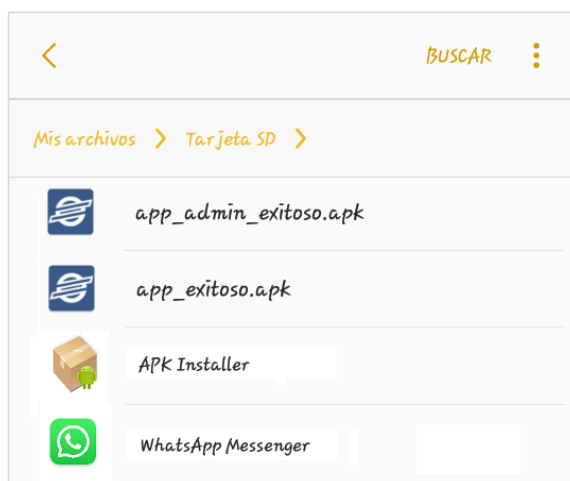 BUSCAR
Mis archivos > Tarjeta SD >
app_admin_exitoso.apk
app_exitoso.apk
APK Installer
WhatsApp Messenger